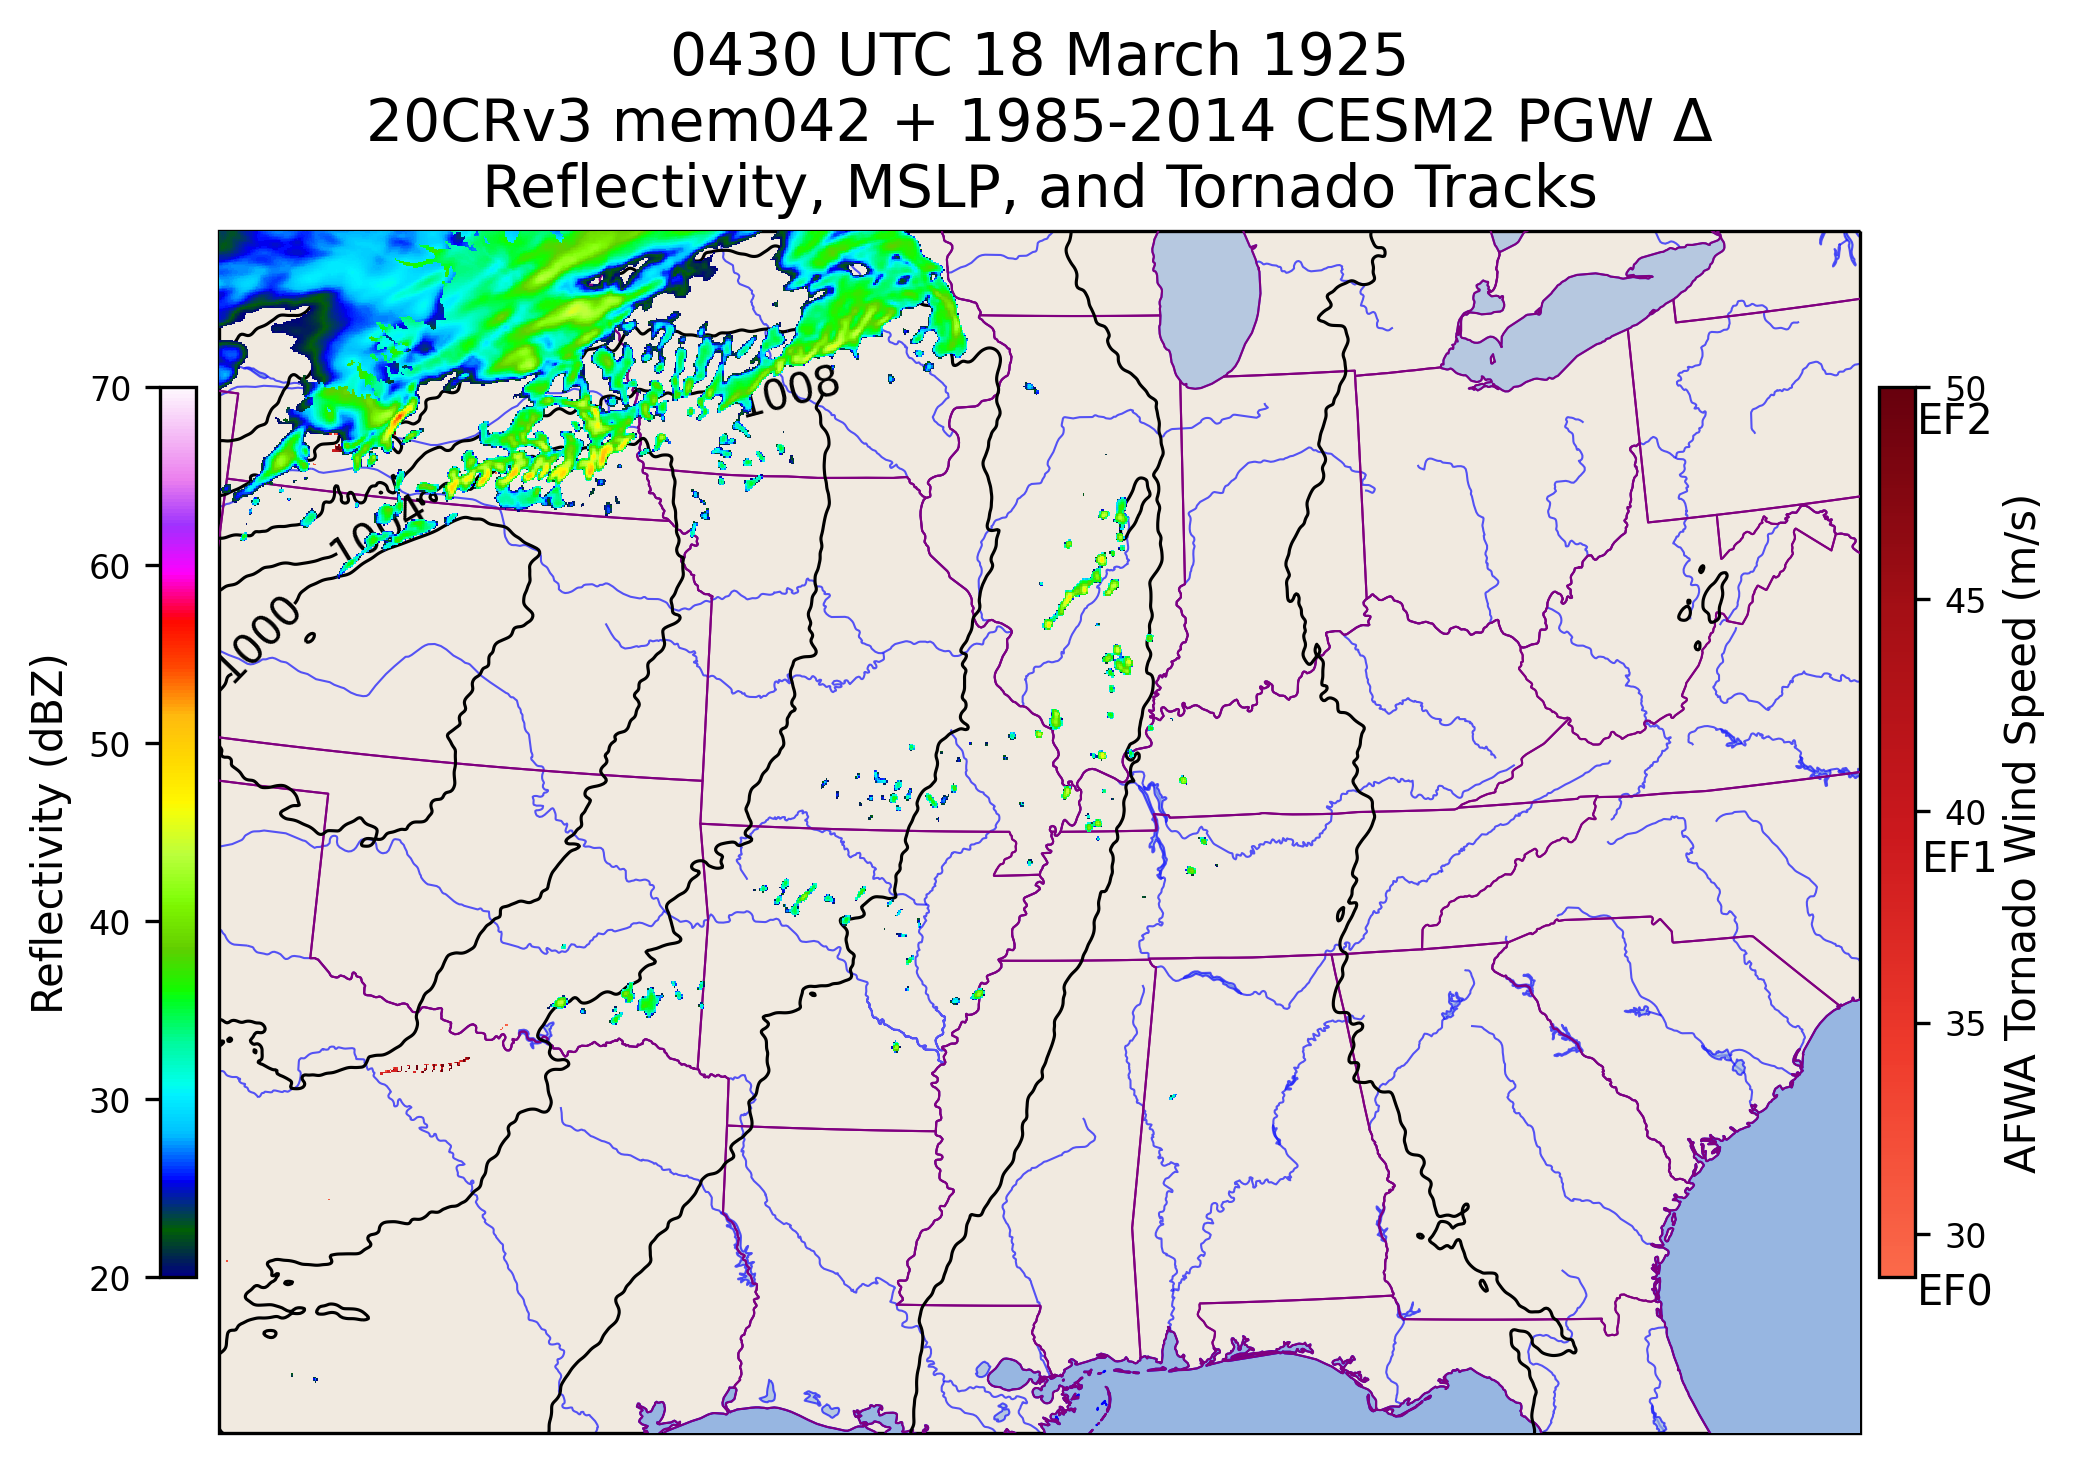 0430 UTC 18 March 1925
20CRv3 mem042 + 1985-2014 CESM2 PGW Δ
Reflectivity, MSLP, and Tornado Tracks
70
60
50
40
30
20
Reflectivity (dBZ)
1008
1004
1000
50
EF2
45
40
EF1
35
30
EF0
AFWA Tornado Wind Speed (m/s)